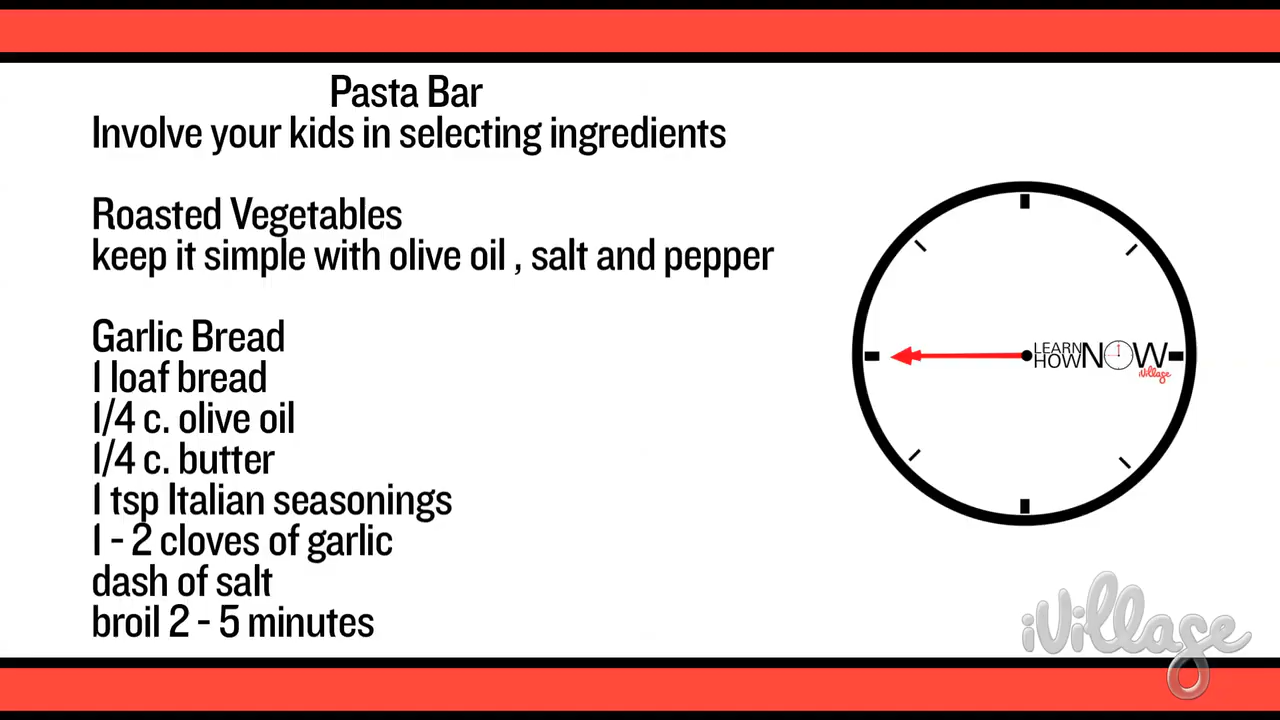 Pasta Bar
Involve your kids in selecting ingredients
Roasted Vegetables
keep it simple with olive oil , salt and pepper
Garlic Bread
1 loaf bread
1/4 c. olive oil
1/4 c. butter
1 tsp Italian seasonings
1 - 2 cloves of garlic
dash of salt
broil 2 - 5 minutes
LEARN
HOW NOW
iVillage
iVillage